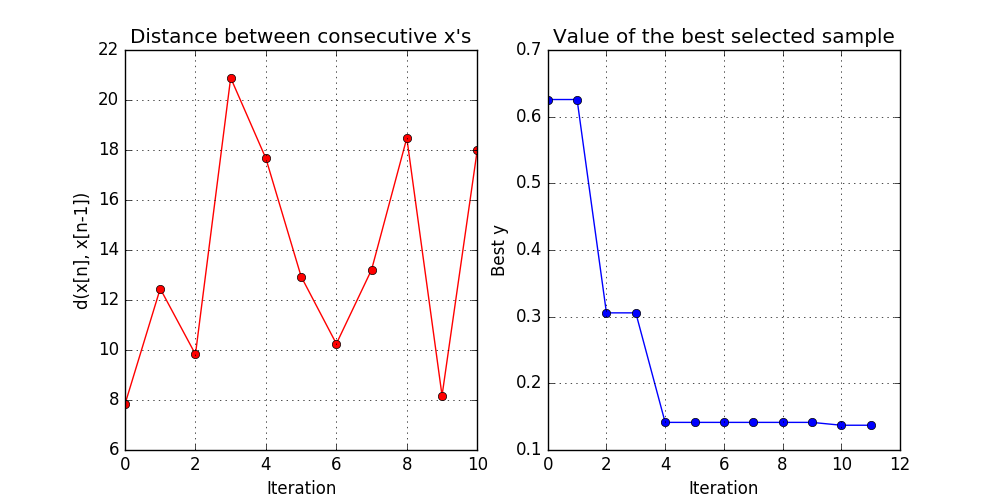 Distance between consecutive x's
22
20
18
16
14
12
10
8
6
d(x[n], x[n-1])
0 2 4 6 8 10
Iteration
Value of the best selected sample
0.7
0.6
0.5
0.4
0.3
0.2
0.1
Best y
0 2 4 6 8 10 12
Iteration